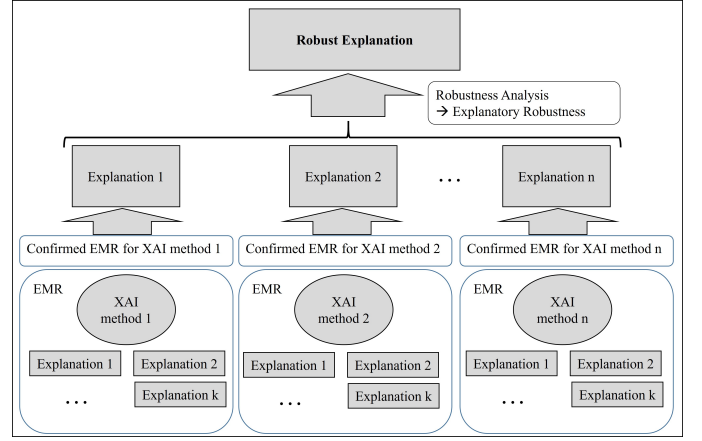 Robust Explanation
Robustness Analysis
→ Explanatory Robustness
Explanation 1
Explanation 2
...
Explanation n
Confirmed EMR for XAI method 1
Confirmed EMR for XAI method 2
Confirmed EMR for XAI method n
EMR
XAI
method 1
Explanation 1
Explanation 2
...
Explanation k
EMR
XAI
method 2
Explanation 1
Explanation 2
...
Explanation k
EMR
XAI
method n
Explanation 1
Explanation 2
...
Explanation k